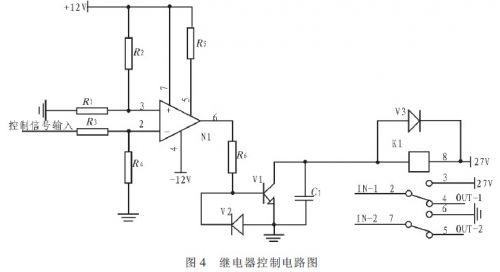 +12V
R2
R5
7
5
R1
3
+
控制信号输入
R3
2
−
6
N1
4
R4
-12V
R6
V1
V2
C1
V3
K1
8
27V
3
27V
IN-1
2
4
OUT-1
6
IN-2
7
5
OUT-2
图4 继电器控制电路图